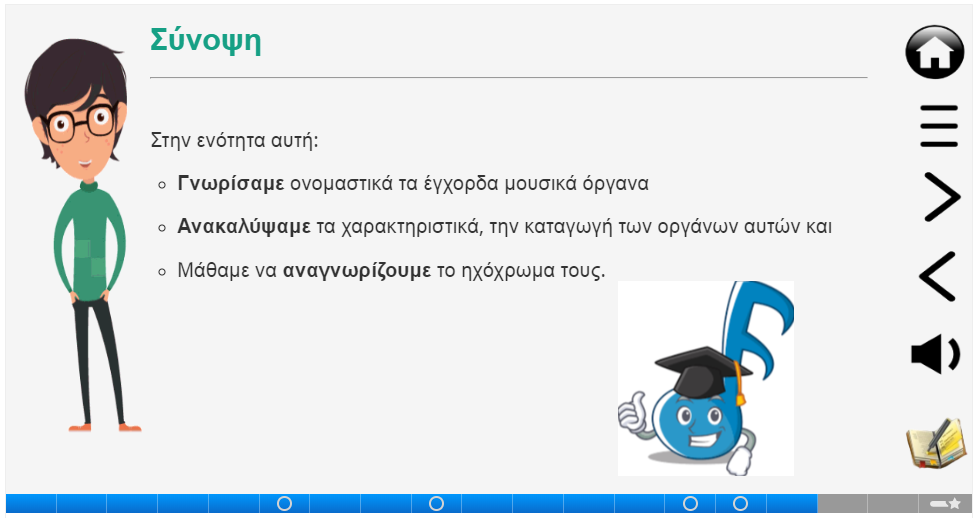 Σύνοψη
Στην ενότητα αυτή:
Γνωρίσαμε ονομαστικά τα έγχορδα μουσικά όργανα
Ανακαλύψαμε τα χαρακτηριστικά, την καταγωγή των οργάνων αυτών και
Μάθαμε να αναγνωρίζουμε το ηχόχρωμα τους.